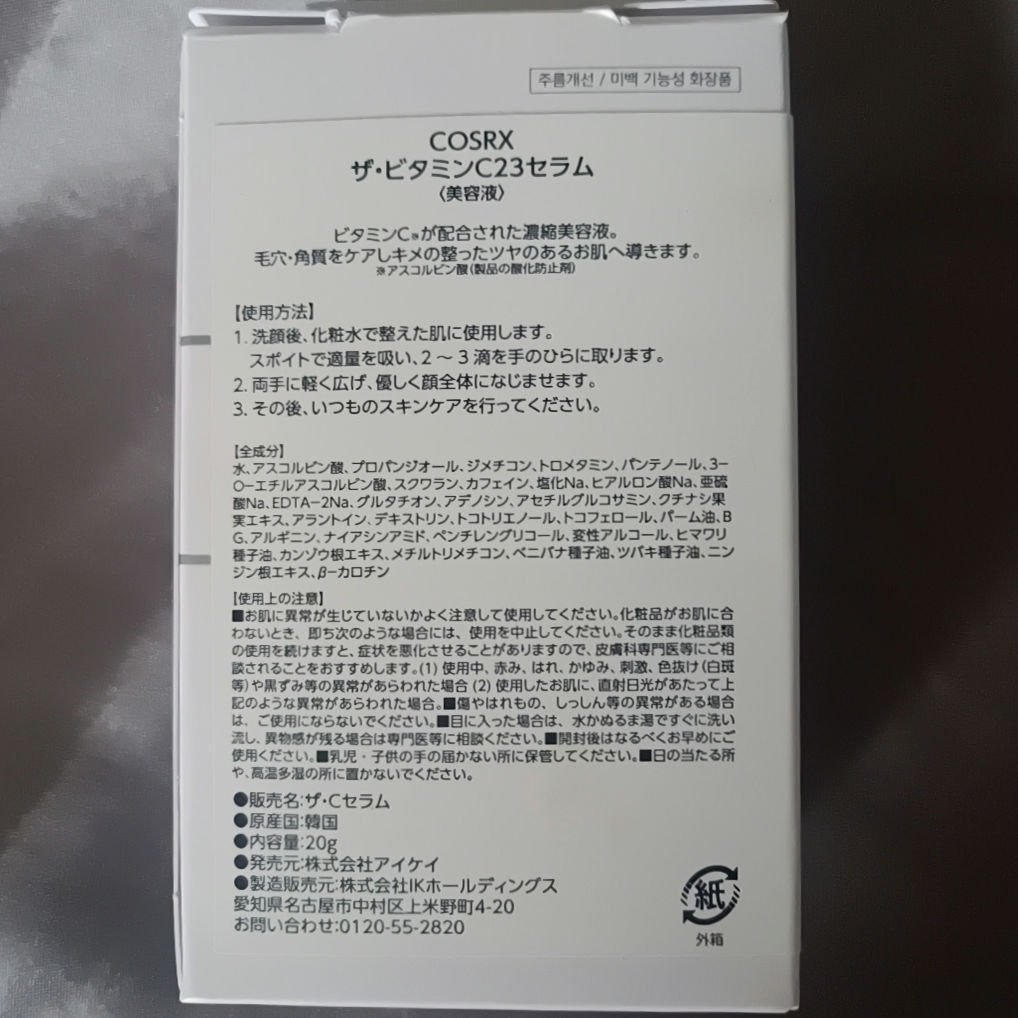 주름개선 / 미백 기능성 화장품
COSRX
ザ・ビタミンC23セラム
〈美容液〉
ビタミンC※が配合された濃縮美容液。
毛穴・角質をケアしキメの整ったツヤのあるお肌へ導きます。
※アスコルビン酸(製品の酸化防止剤)
【使用方法】
1. 洗顔後、化粧水で整えた肌に使用します。
スポイトで適量を吸い、2～3滴を手のひらに取ります。
2. 両手に軽く広げ、優しく顔全体になじませます。
3. その後、いつものスキンケアを行ってください。
【全成分】
水、アスコルビン酸、プロパンジオール、ジメチコン、トロメタミン、パンテノール、3-
O-エチルアスコルビン酸、スクワラン、カフェイン、塩化Na、ヒアルロン酸Na、亜硫
酸Na、EDTA-2Na、グルタチオン、アデノシン、アセチルグルコサミン、クチナシ果
実エキス、アラントイン、デキストリン、トコトリエノール、トコフェロール、パーム油、B
G、アルギニン、ナイアシンアミド、ペンチレングリコール、変性アルコール、ヒマワリ
種子油、カンゾウ根エキス、メチルトリメチコン、ベニバナ種子油、ツバキ種子油、ニン
ジン根エキス、β-カロチン
【使用上の注意】
■お肌に異常が生じていないかよく注意して使用してください。化粧品がお肌に合
わないとき、即ち次のような場合には、使用を中止してください。そのまま化粧品類
の使用を続けますと、症状を悪化させることがありますので、皮膚科専門医等にご相
談されることをおすすめします。(1) 使用中、赤み、はれ、かゆみ、刺激、色抜け(白斑
等)や黒ずみ等の異常があらわれた場合 (2) 使用したお肌に、直射日光があたって上
記のような異常があらわれた場合。■傷やはれもの、しっしん等の異常がある場合
は、ご使用にならないでください。■目に入った場合は、水かぬるま湯ですぐに洗い
流し、異物感が残る場合は専門医等に相談ください。■開封後はなるべくお早めにご
使用ください。■乳児・子供の手の届かない所に保管してください。■日の当たる所
や、高温多湿の所に置かないでください。
●販売名:ザ・Cセラム
●原産国:韓国
●内容量:20g
●発売元:株式会社アイケイ
●製造販売元:株式会社IKホールディングス
愛知県名古屋市中村区上米野町4-20
お問い合わせ:0120-55-2820
紙
外箱